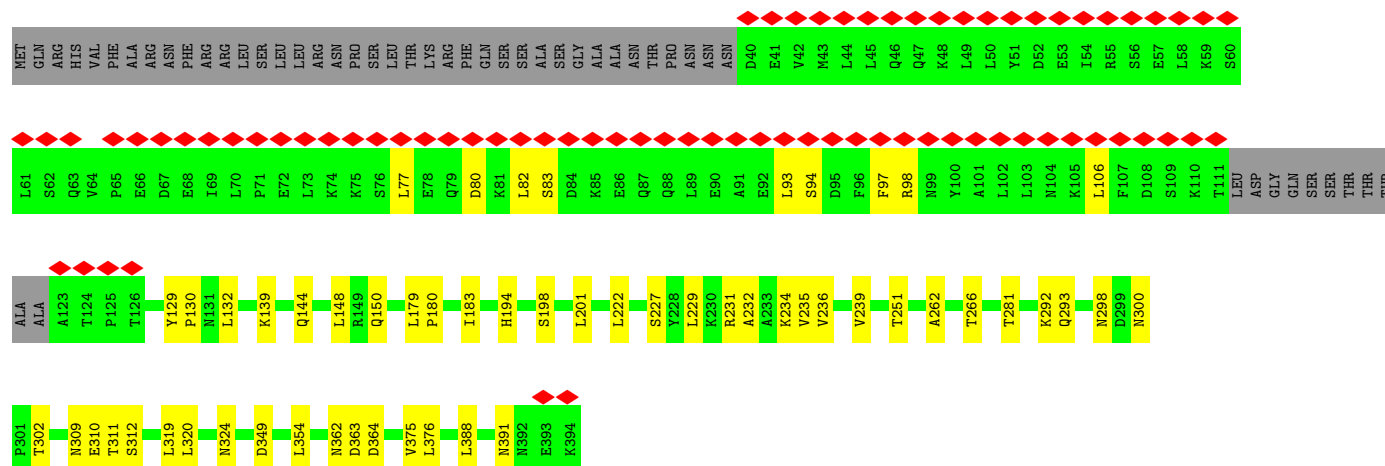 MET GLN ARG HIS VAL PHE ALA ARG ASN PHE ARG ARG LEU SER LEU LEU ARG ASN PRO SER LEU THR LYS ARG PHE GLN SER SER ALA SER GLY ALA ALA ASN THR PRO ASN ASN ASN D40 E41 V42 M43 L44 L45 Q46 Q47 K48 L49 L50 Y51 D52 E53 I54 R55 S56 E57 L58 K59 S60
L61 S62 Q63 V64 P65 E66 D67 E68 I69 L70 P71 E72 L73 K74 K75 S76 L77 E78 Q79 D80 K81 L82 S83 D84 K85 E86 Q87 Q88 L89 E90 A91 E92 L93 S94 D95 F96 F97 R98 N99 Y100 A101 L102 L103 N104 K105 L106 F107 D108 S109 K110 T111 LEU ASP GLY GLN SER SER THR THR THR
ALA ALA A123 T124 P125 T126 Y129 P130 N131 L132 K139 Q144 L148 R149 Q150 L179 P180 I183 H194 S198 L201 L222 S227 Y228 L229 K230 R231 A232 A233 K234 V235 V236 V239 T251 A262 T266 T281 K292 Q293 N298 D299 N300
P301 T302 N309 E310 T311 S312 L319 L320 N324 D349 L354 N362 D363 D364 V375 L376 L388 N391 N392 E393 K394